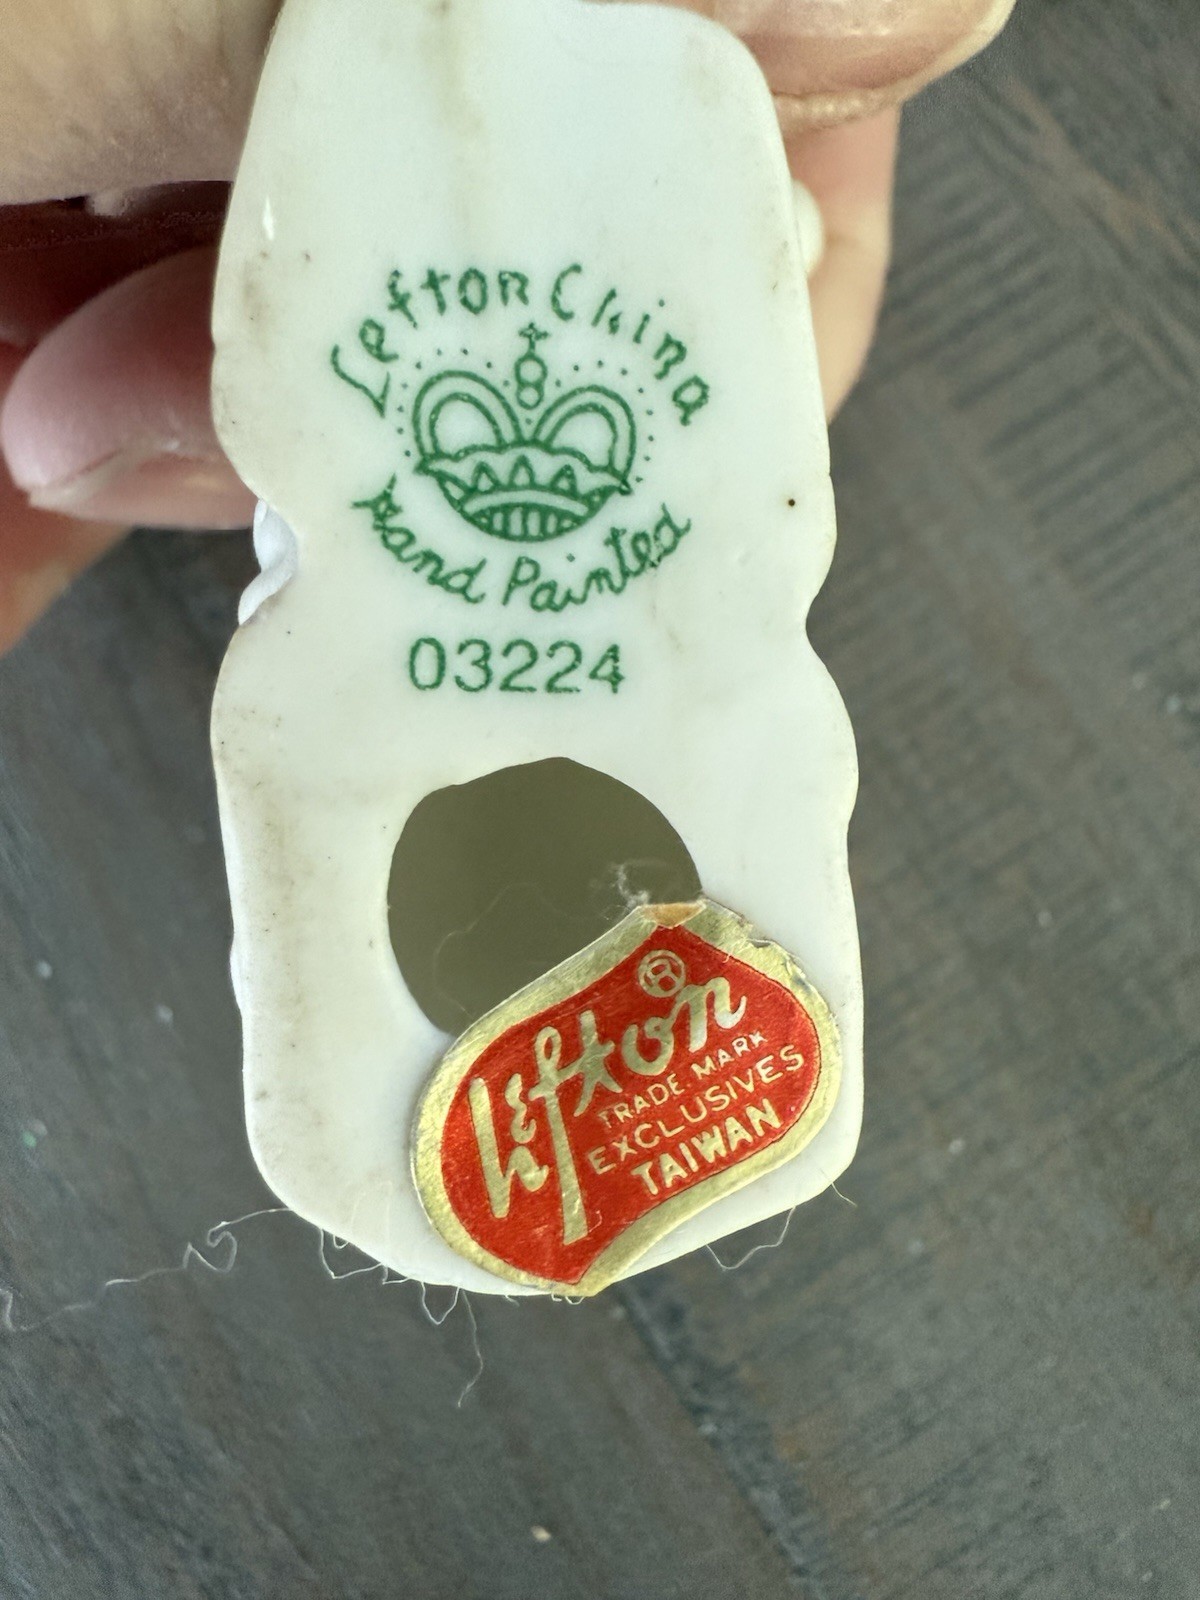 Lefton China
Hand Painted
03224
Lefton ®
TRADE MARK
EXCLUSIVES
TAIWAN